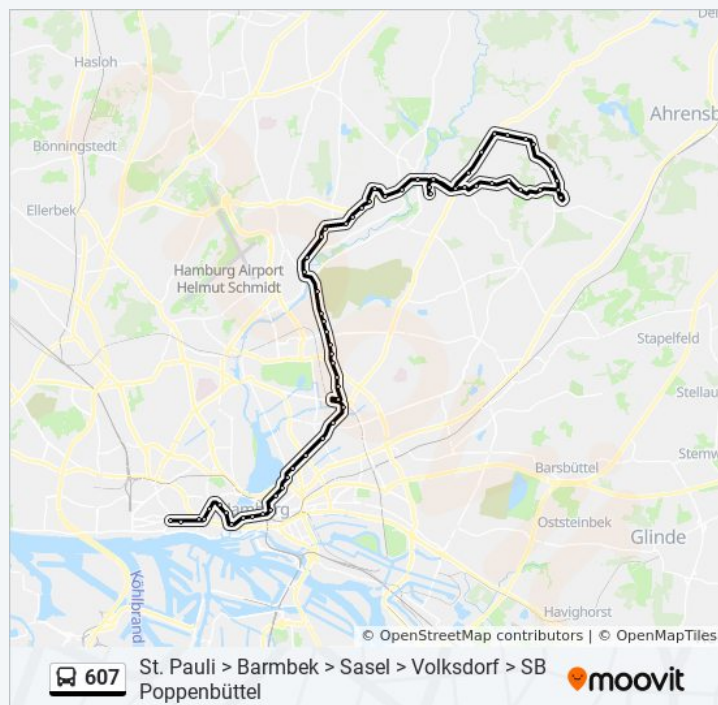 Hasloh
Del
Ahrensb
Bönningstedt
Ellerbek
Hamburg Airport
Helmut Schmidt
Stapelfeld
Stellau
Stemw
Barsbüttel
Oststeinbek
Glinde
Havighorst
Köhlbrand
© OpenStreetMap contributors | © OpenMapTiles
607
St. Pauli > Barmbek > Sasel > Volksdorf > SB
Poppenbüttel
moovit